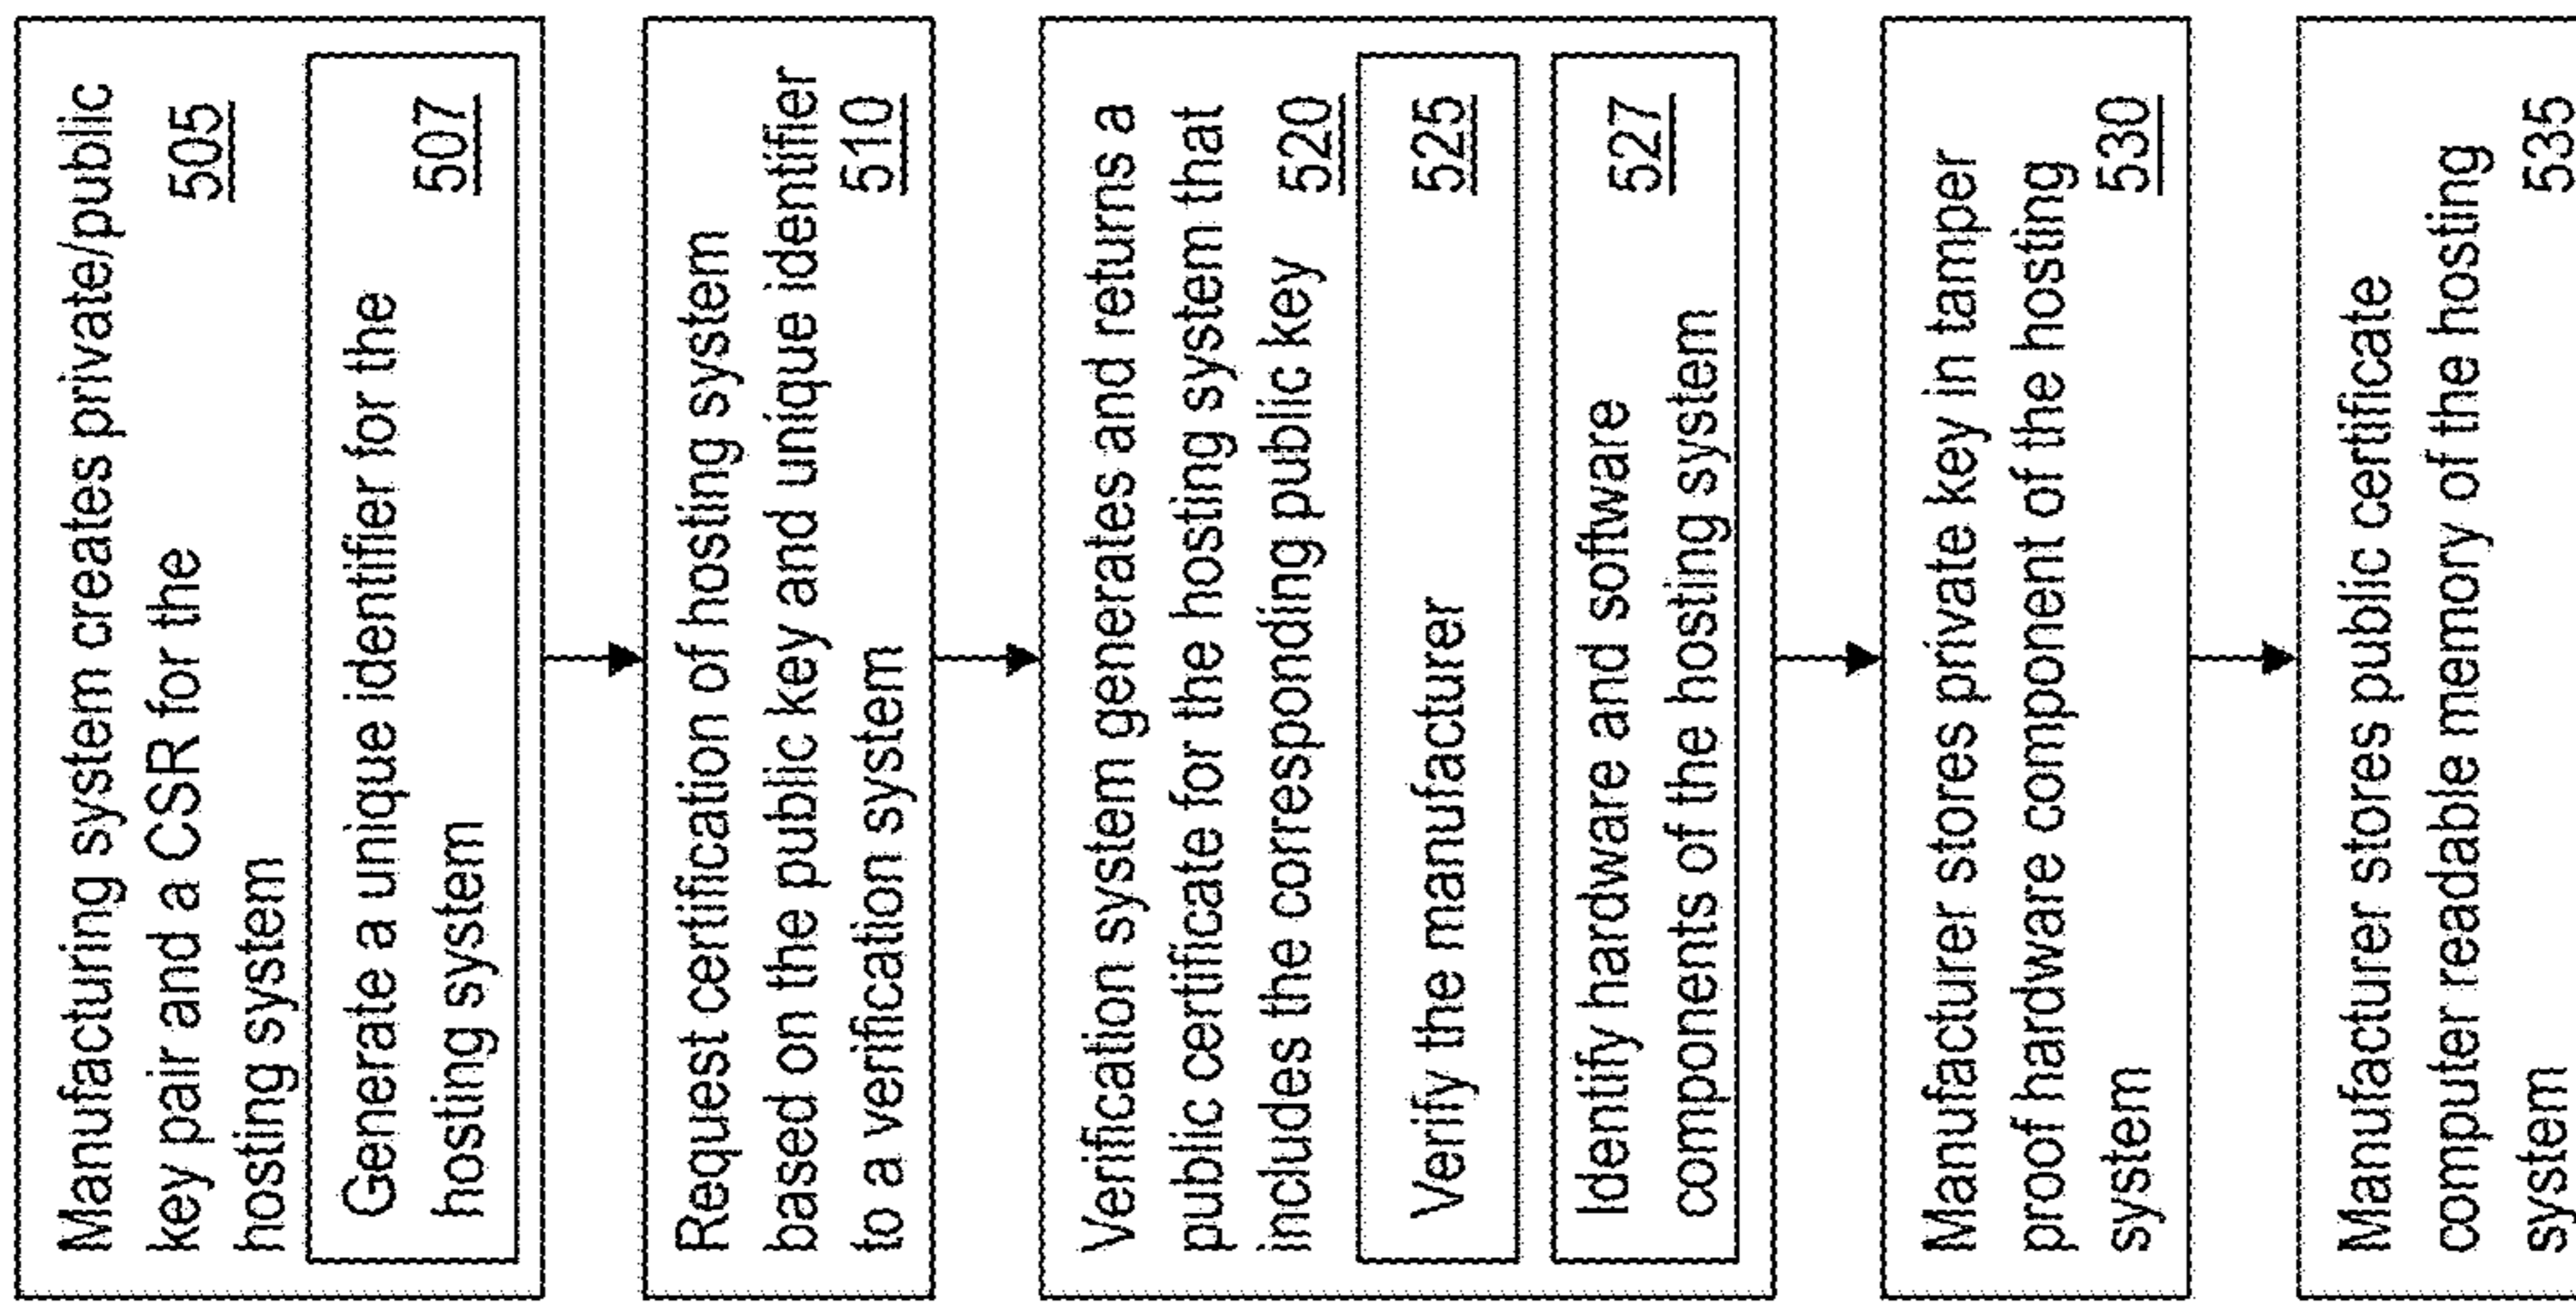 Manufacturing system creates private/public
key pair and a CSR for the 505
hosting system
Generate a unique identifier for the
hosting system 507
Request certification of hosting system
based on the public key and unique identifier
to a verification system 510
Verification system generates and returns a
public certificate for the hosting system that
includes the corresponding public key 520
Verify the manufacturer 525
Identify hardware and software 527
components of the hosting system
Manufacturer stores private key in tamper
proof hardware component of the hosting
system 530
Manufacturer stores public certificate
computer readable memory of the hosting
system 535